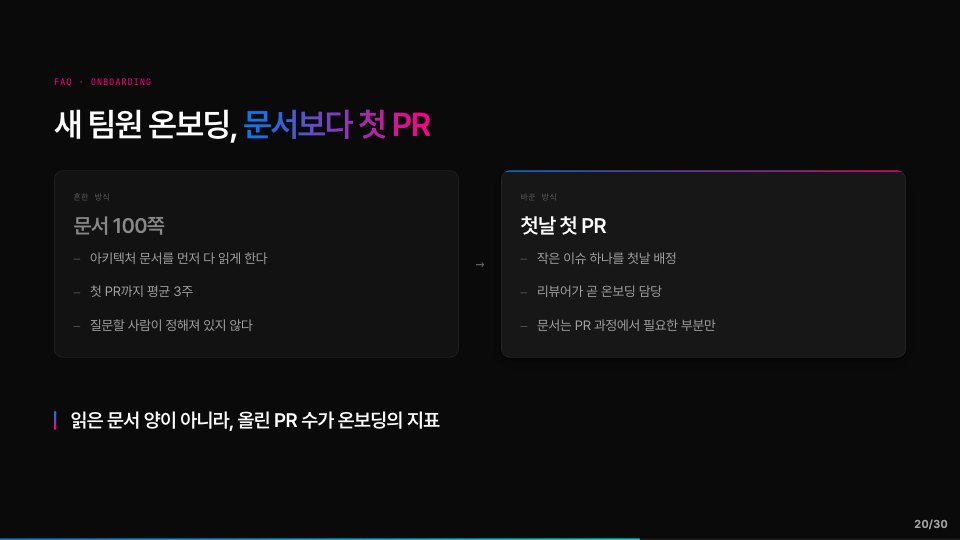 FAQ · ONBOARDING
새 팀원 온보딩, 문서보다 첫 PR
흔한 방식
문서 100쪽
– 아키텍처 문서를 먼저 다 읽게 한다
– 첫 PR까지 평균 3주
– 질문할 사람이 정해져 있지 않다
→
바꾼 방식
첫날 첫 PR
– 작은 이슈 하나를 첫날 배정
– 리뷰어가 곧 온보딩 담당
– 문서는 PR 과정에서 필요한 부분만
읽은 문서 양이 아니라, 올린 PR 수가 온보딩의 지표
20/30